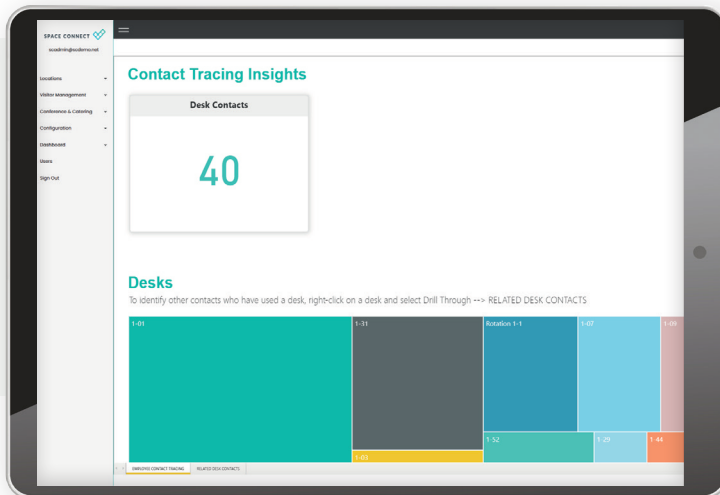 SPACE CONNECT
scadmin@scdemo.net
Locations
Visitor Management
Conference & Catering
Configuration
Dashboard
Users
Sign Out
Contact Tracing Insights
Desk Contacts
40
Desks
To identify other contacts who have used a desk, right-click on a desk and select Drill Through --> RELATED DESK CONTACTS
1-01
1-31
Rotation 1-1
1-07
1-09
1-52
1-29
1-44
1-03
EMPLOYEE CONTACT TRACING
RELATED DESK CONTACTS